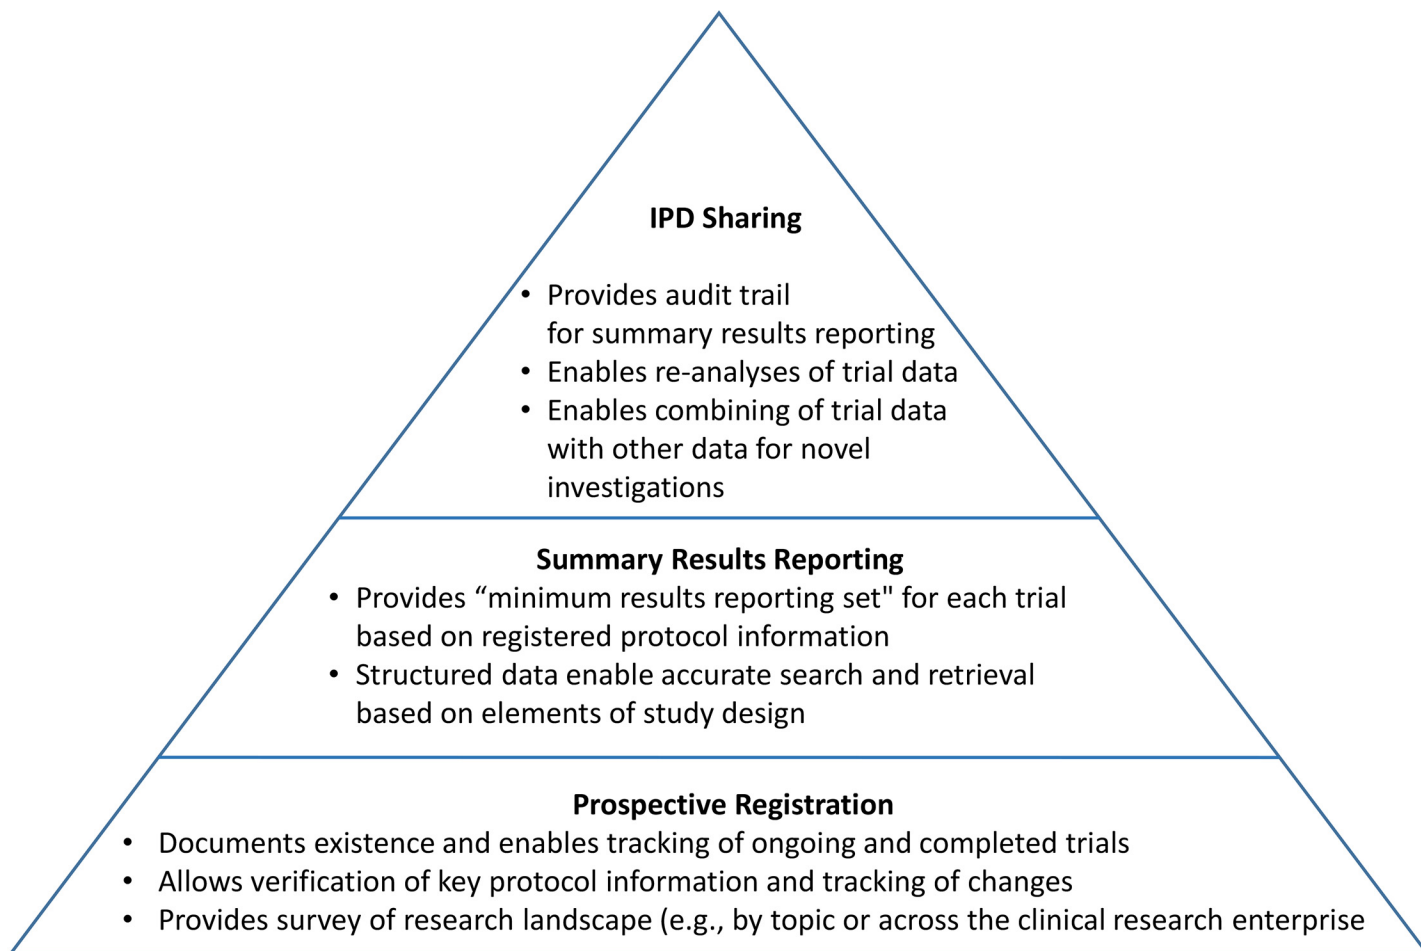 IPD Sharing
• Provides audit trail
for summary results reporting
• Enables re-analyses of trial data
• Enables combining of trial data
with other data for novel
investigations
Summary Results Reporting
• Provides “minimum results reporting set" for each trial
based on registered protocol information
• Structured data enable accurate search and retrieval
based on elements of study design
Prospective Registration
• Documents existence and enables tracking of ongoing and completed trials
• Allows verification of key protocol information and tracking of changes
• Provides survey of research landscape (e.g., by topic or across the clinical research enterprise